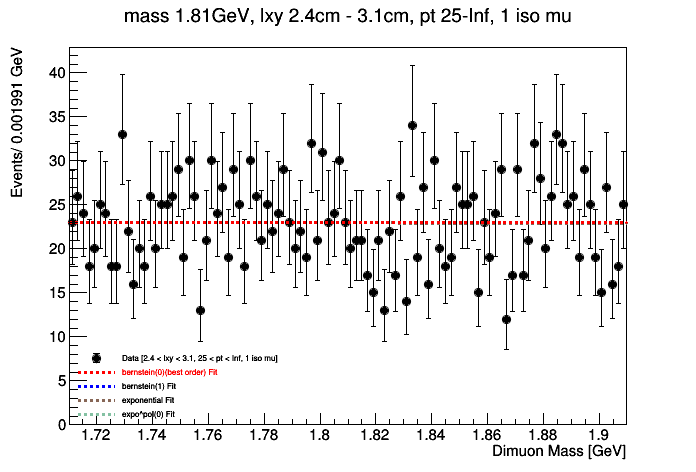 mass 1.81GeV, lxy 2.4cm - 3.1cm, pt 25-Inf, 1 iso mu
Events/ 0.001991 GeV
40
35
30
25
20
15
10
5
0
Data [2.4 < lxy < 3.1, 25 < pt < Inf, 1 iso mu]
bernstein(0)(best order) Fit
bernstein(1) Fit
exponential Fit
expo*pol(0) Fit
1.72 1.74 1.76 1.78 1.8 1.82 1.84 1.86 1.88 1.9
Dimuon Mass [GeV]